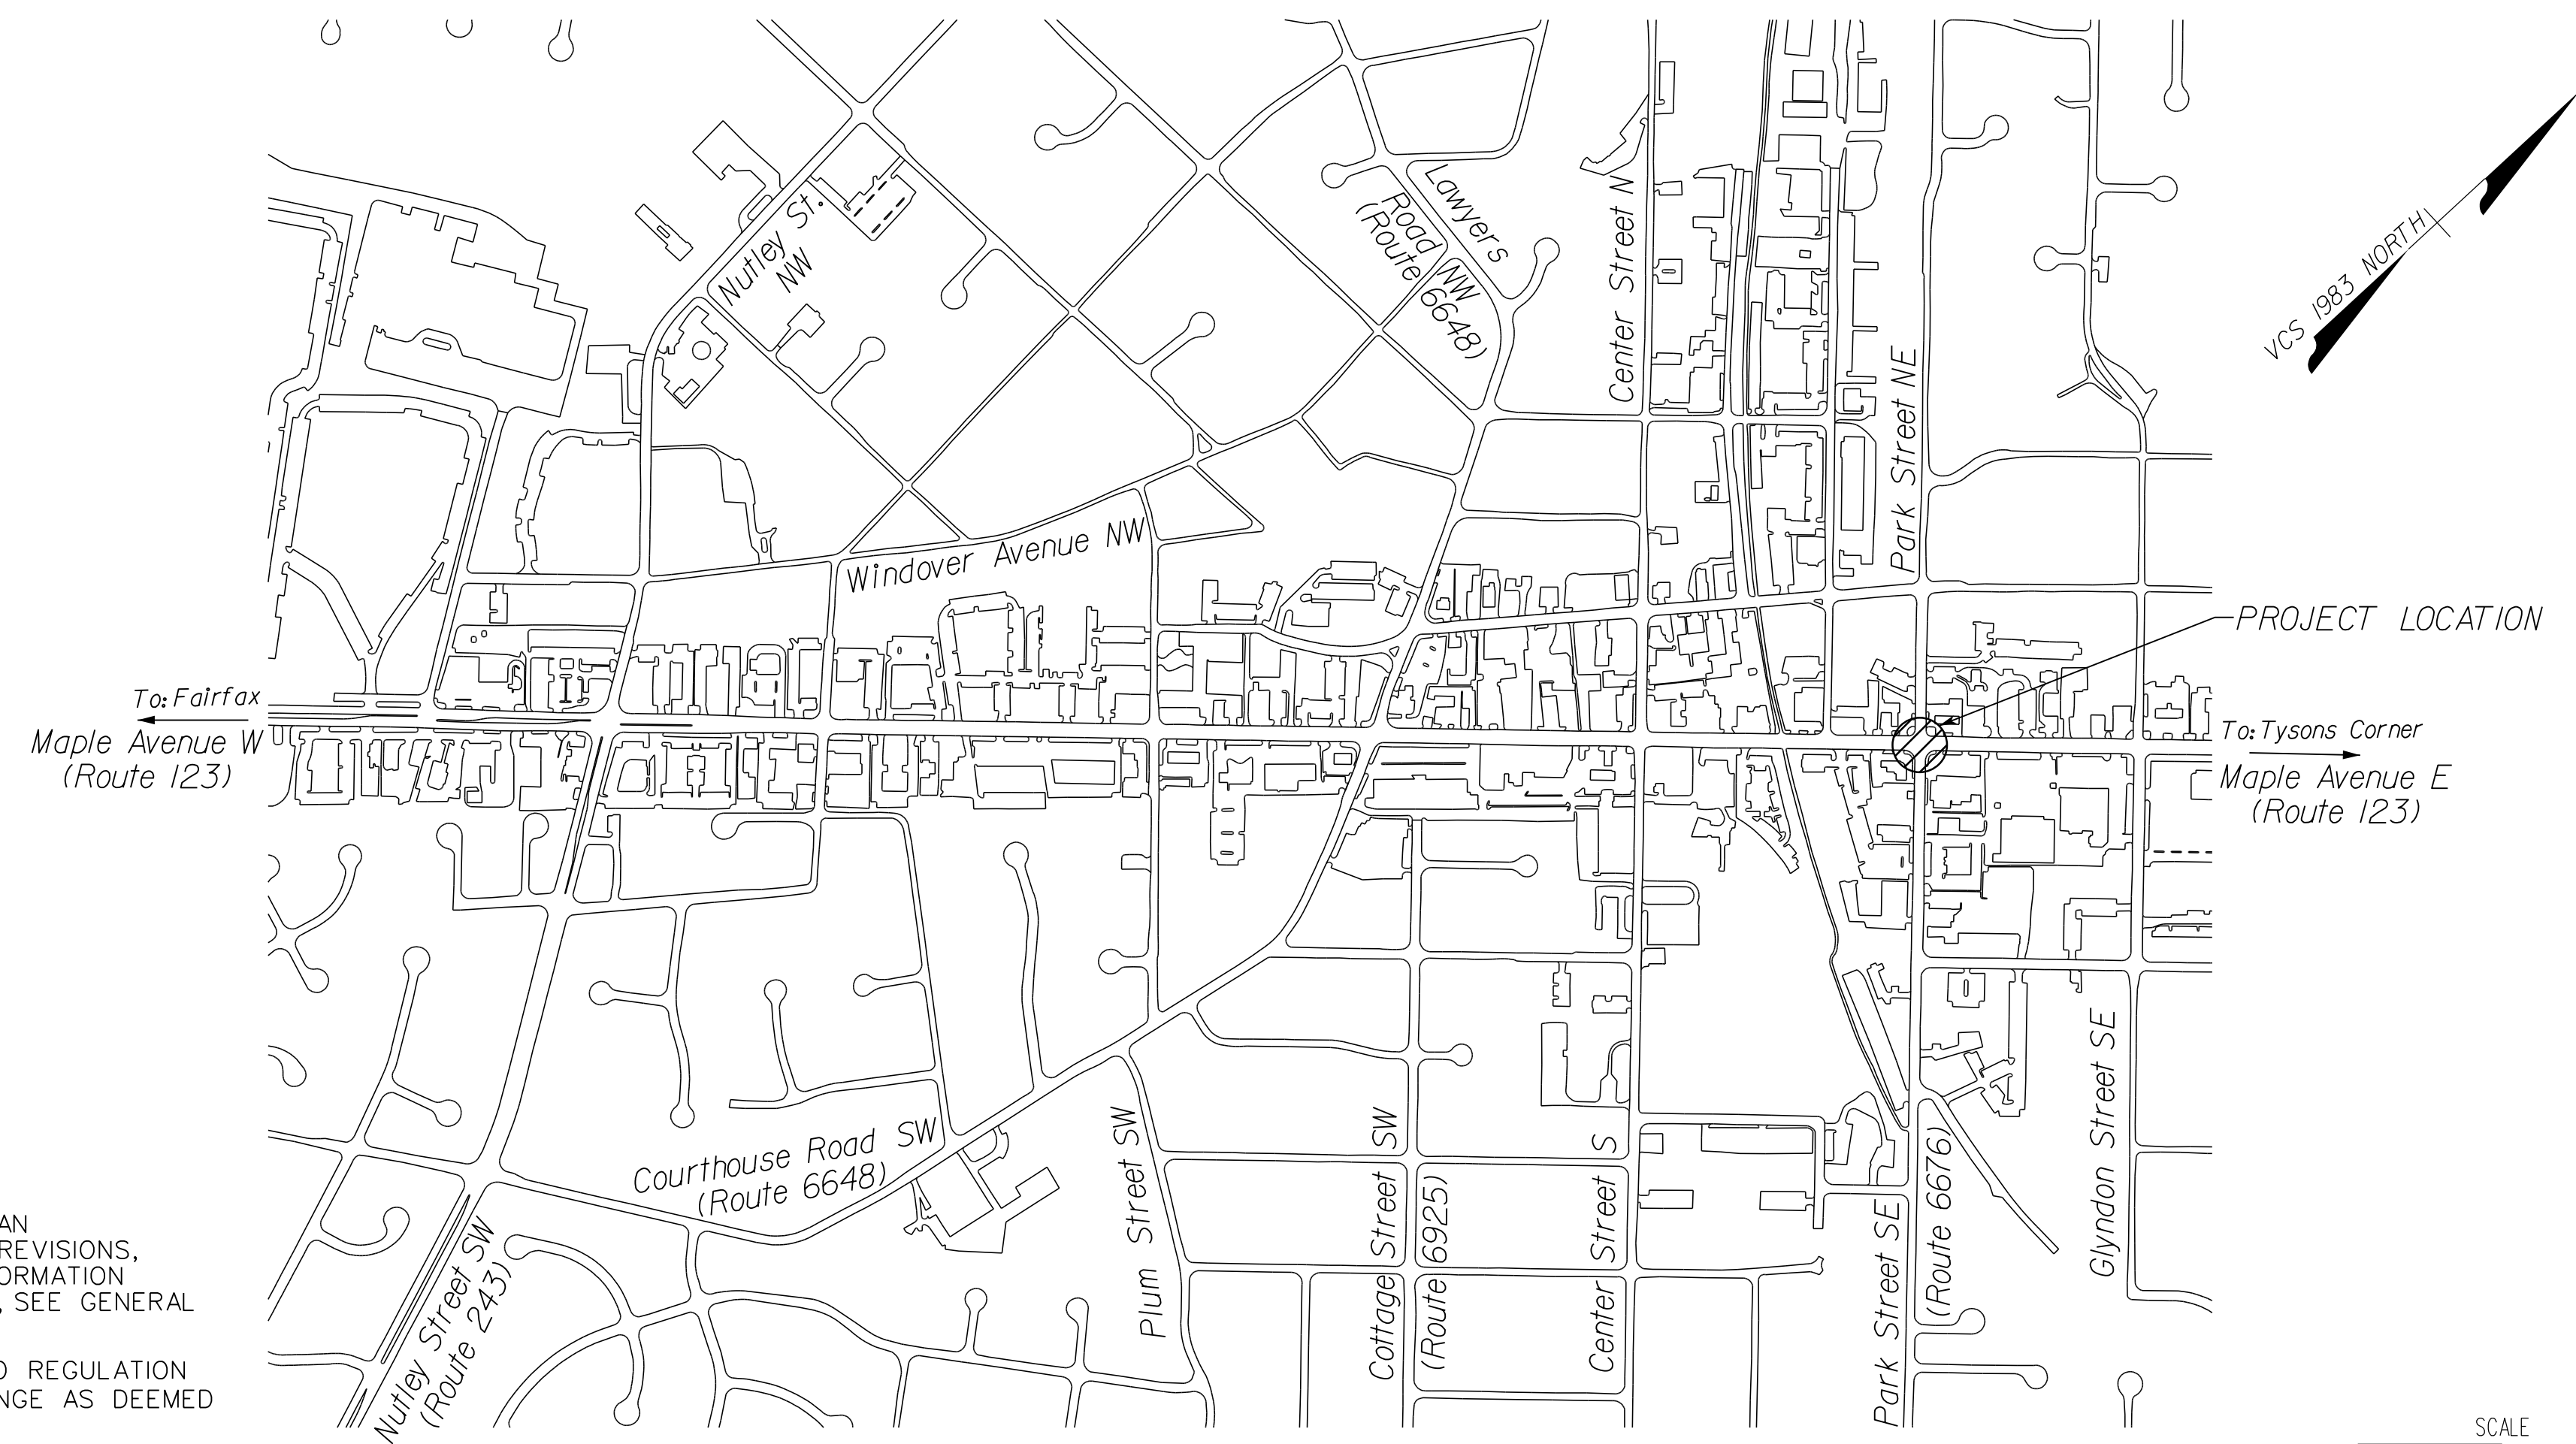 Nutley St.
NW
Lawyers
Road NW
(Route 6648)
Center Street N
Park Street NE
VCS 1983 NORTH
Windover Avenue NW
PROJECT LOCATION
To: Fairfax
Maple Avenue W
(Route 123)
To: Tysons Corner
Maple Avenue E
(Route 123)
Courthouse Road SW
(Route 6648)
Nutley Street SW
(Route 243)
Plum Street SW
Cottage Street SW
(Route 6925)
Center Street S
Park Street SE
(Route 6676)
Glyndon Street SE
AN
REVISIONS,
ORMATION
, SEE GENERAL
D REGULATION
NGE AS DEEMED
SCALE